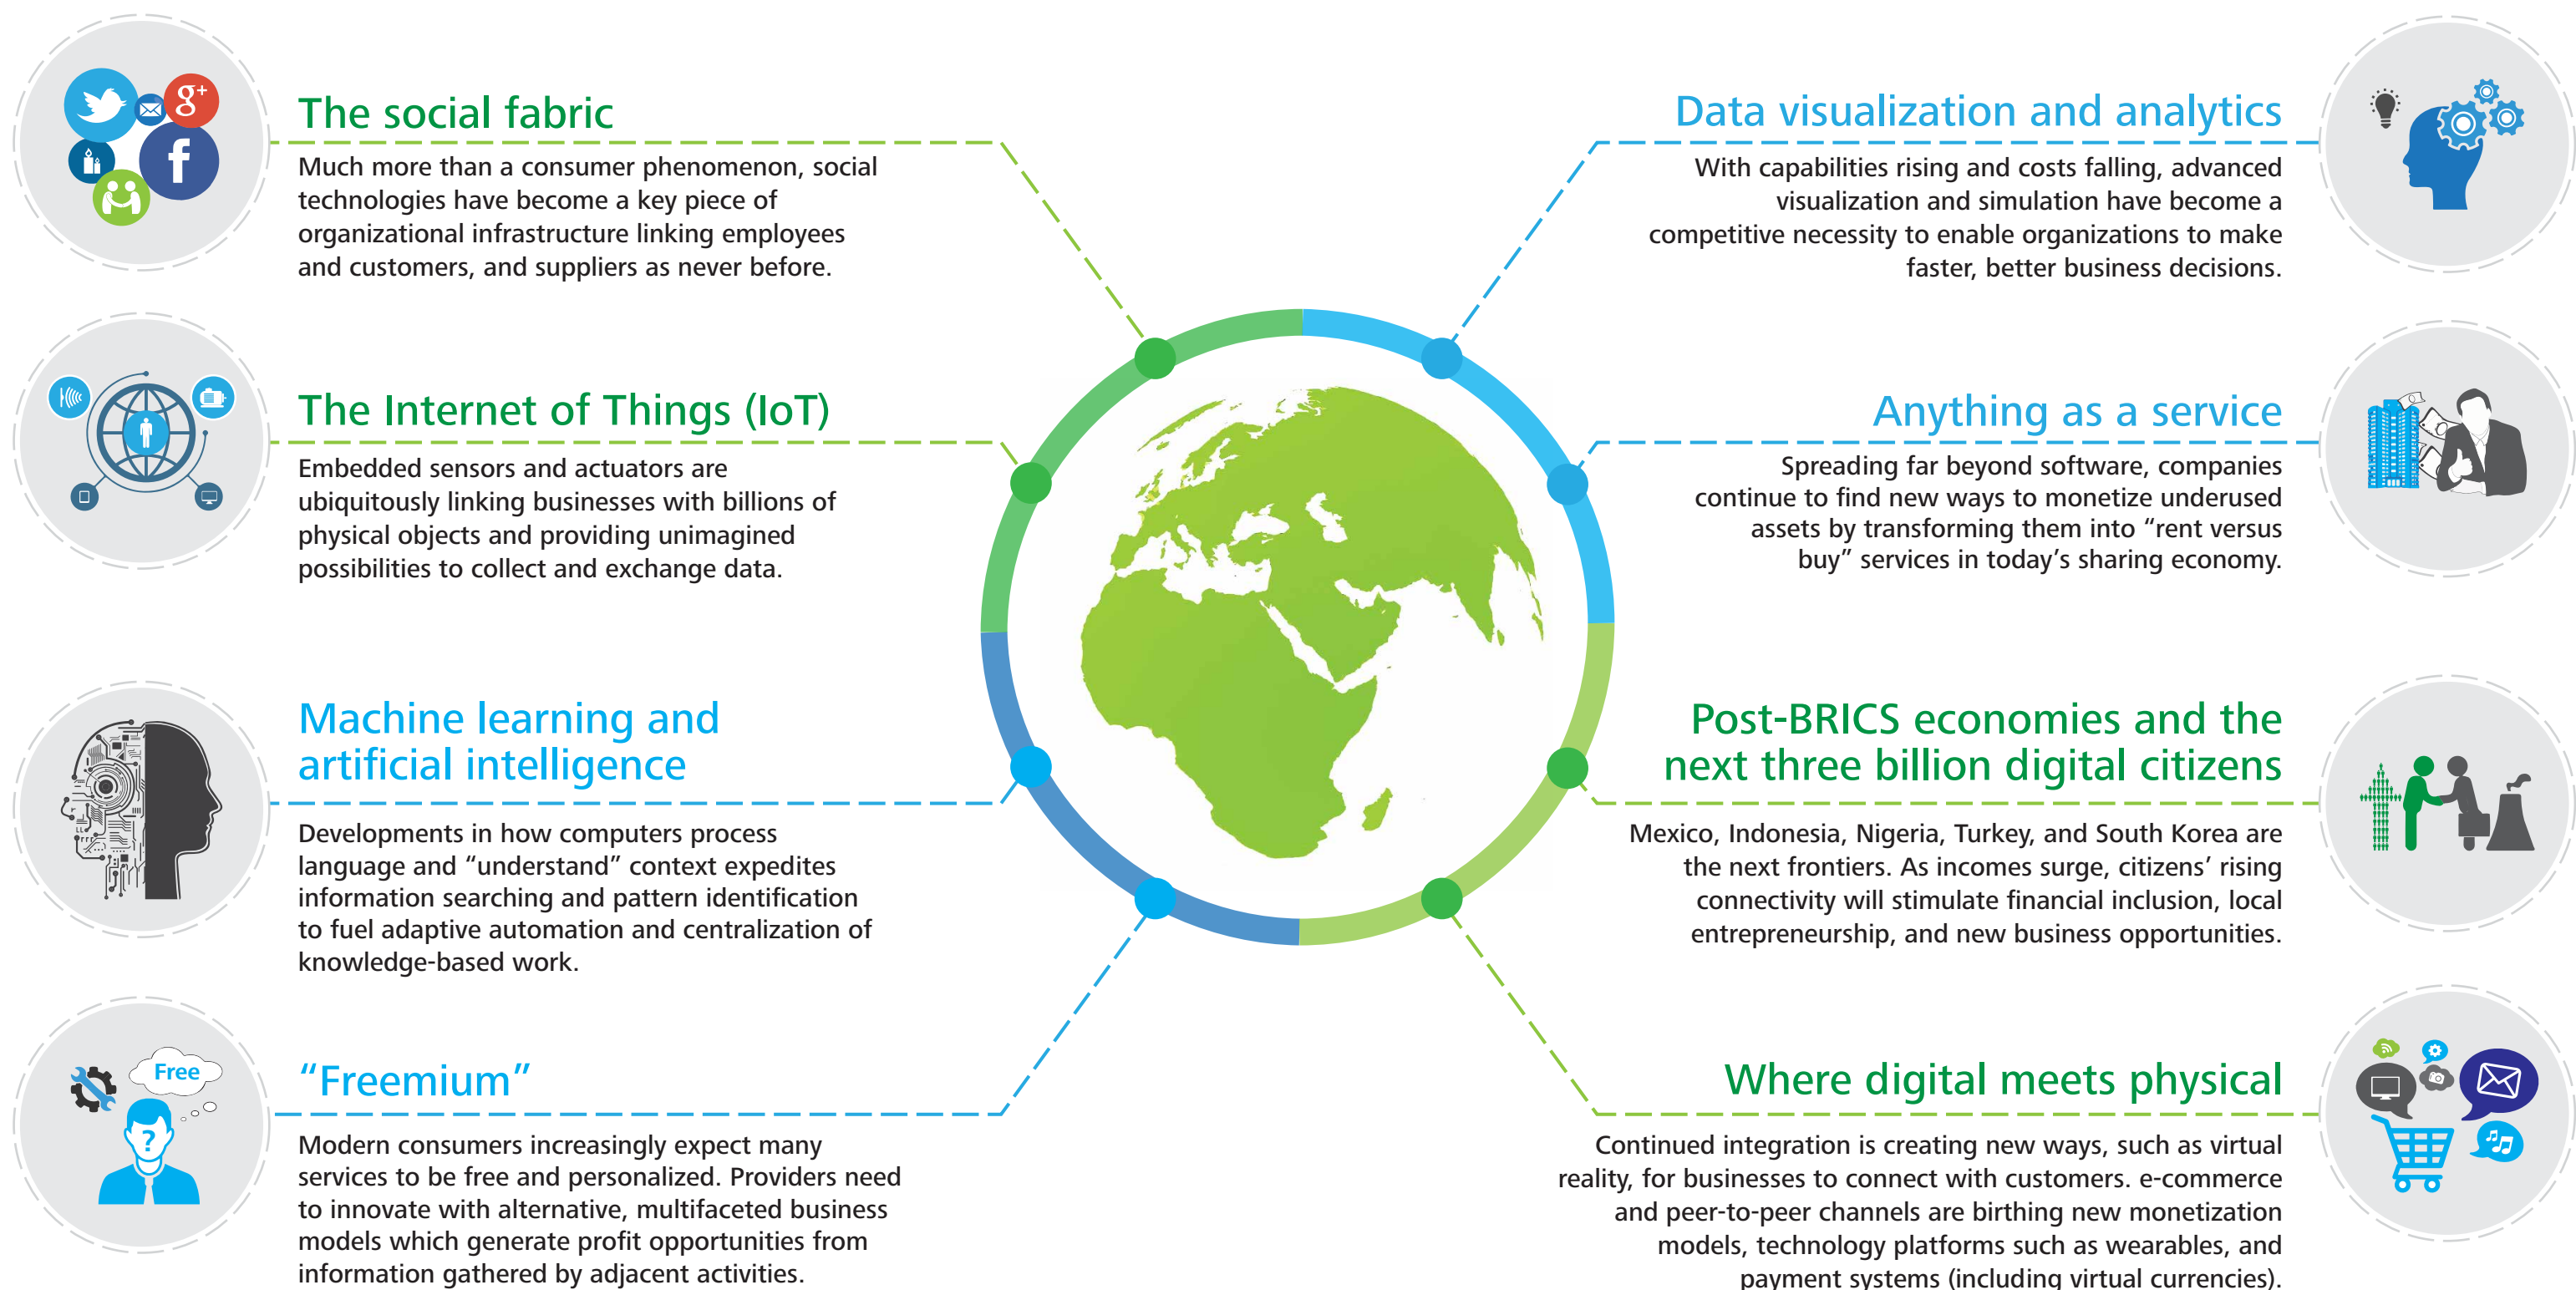 The social fabric
Much more than a consumer phenomenon, social
technologies have become a key piece of
organizational infrastructure linking employees
and customers, and suppliers as never before.
The Internet of Things (IoT)
Embedded sensors and actuators are
ubiquitously linking businesses with billions of
physical objects and providing unimagined
possibilities to collect and exchange data.
Machine learning and
artificial intelligence
Developments in how computers process
language and “understand” context expedites
information searching and pattern identification
to fuel adaptive automation and centralization of
knowledge-based work.
Free
?
“Freemium”
Modern consumers increasingly expect many
services to be free and personalized. Providers need
to innovate with alternative, multifaceted business
models which generate profit opportunities from
information gathered by adjacent activities.
Data visualization and analytics
With capabilities rising and costs falling, advanced
visualization and simulation have become a
competitive necessity to enable organizations to make
faster, better business decisions.
Anything as a service
Spreading far beyond software, companies
continue to find new ways to monetize underused
assets by transforming them into “rent versus
buy” services in today’s sharing economy.
Post-BRICS economies and the
next three billion digital citizens
Mexico, Indonesia, Nigeria, Turkey, and South Korea are
the next frontiers. As incomes surge, citizens’ rising
connectivity will stimulate financial inclusion, local
entrepreneurship, and new business opportunities.
Where digital meets physical
Continued integration is creating new ways, such as virtual
reality, for businesses to connect with customers. e-commerce
and peer-to-peer channels are birthing new monetization
models, technology platforms such as wearables, and
payment systems (including virtual currencies).
g+
f